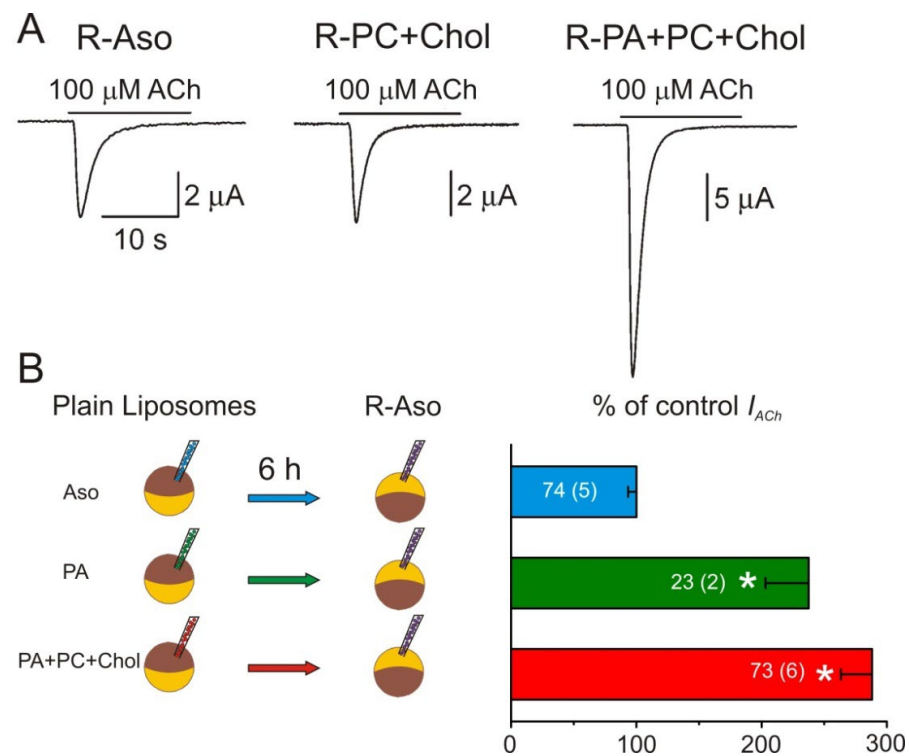 A
R-Aso R-PC+Chol R-PA+PC+Chol
100 μM ACh 100 μM ACh 100 μM ACh
2 μA 2 μA 5 μA
10 s
B
Plain Liposomes R-Aso % of control I_ACh
6 h
Aso 74 (5)
PA 23 (2) *
PA+PC+Chol 73 (6) *
0 100 200 300